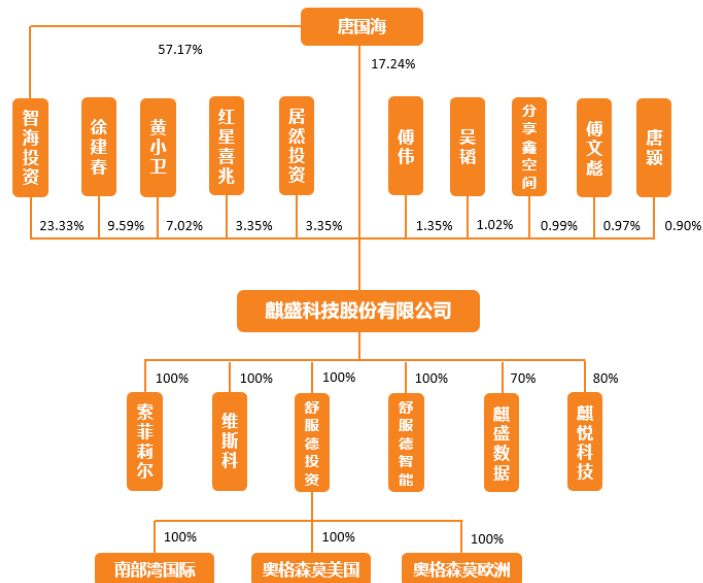 唐国海
57.17%
17.24%
智海投资
徐建春
黄小卫
红星喜兆
居然投资
傅伟
吴韬
分享鑫空间
傅文彪
唐颖
23.33%
9.59%
7.02%
3.35%
3.35%
1.35%
1.02%
0.99%
0.97%
0.90%
麒盛科技股份有限公司
100%
100%
100%
100%
70%
80%
索菲莉尔
维斯科
舒服德投资
舒服德智能
麒盛数据
麒悦科技
100%
100%
100%
南部湾国际
奥格森莫美国
奥格森莫欧洲